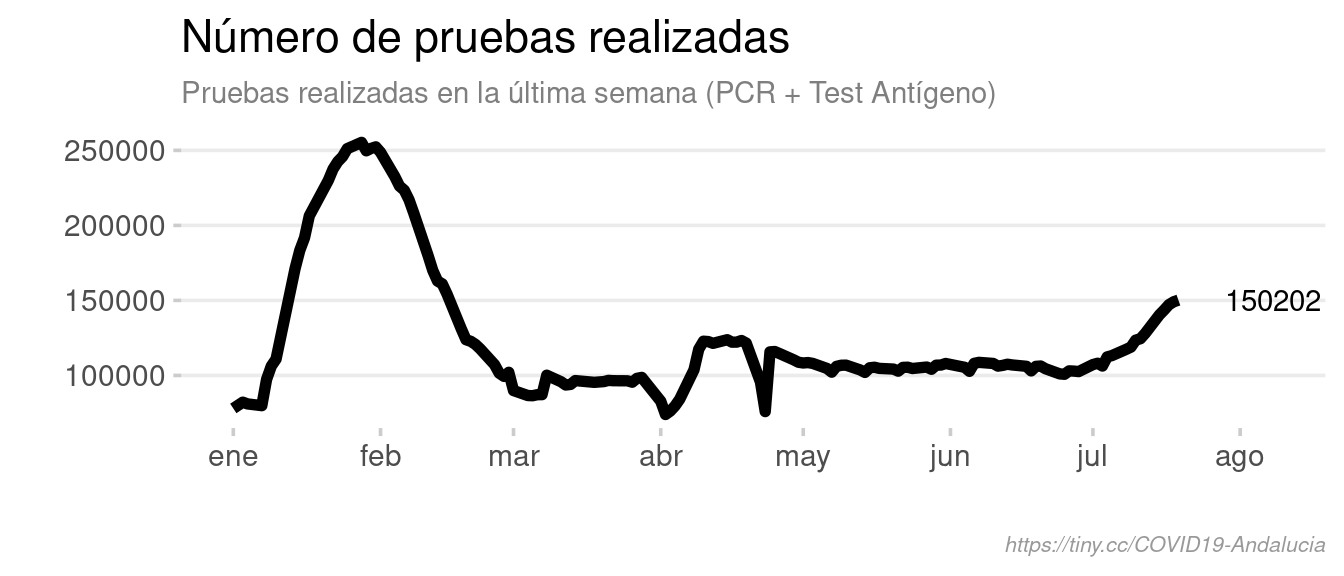 Número de pruebas realizadas
Pruebas realizadas en la última semana (PCR + Test Antígeno)
250000
200000
150000
150202
100000
ene feb mar abr may jun jul ago
https://tiny.cc/COVID19-Andalucia